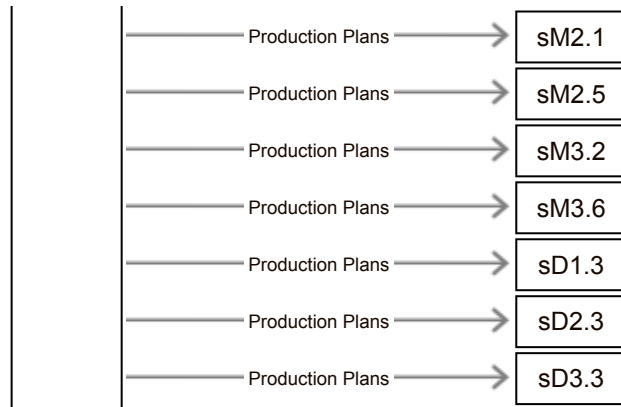 Production Plans sM2.1
Production Plans sM2.5
Production Plans sM3.2
Production Plans sM3.6
Production Plans sD1.3
Production Plans sD2.3
Production Plans sD3.3